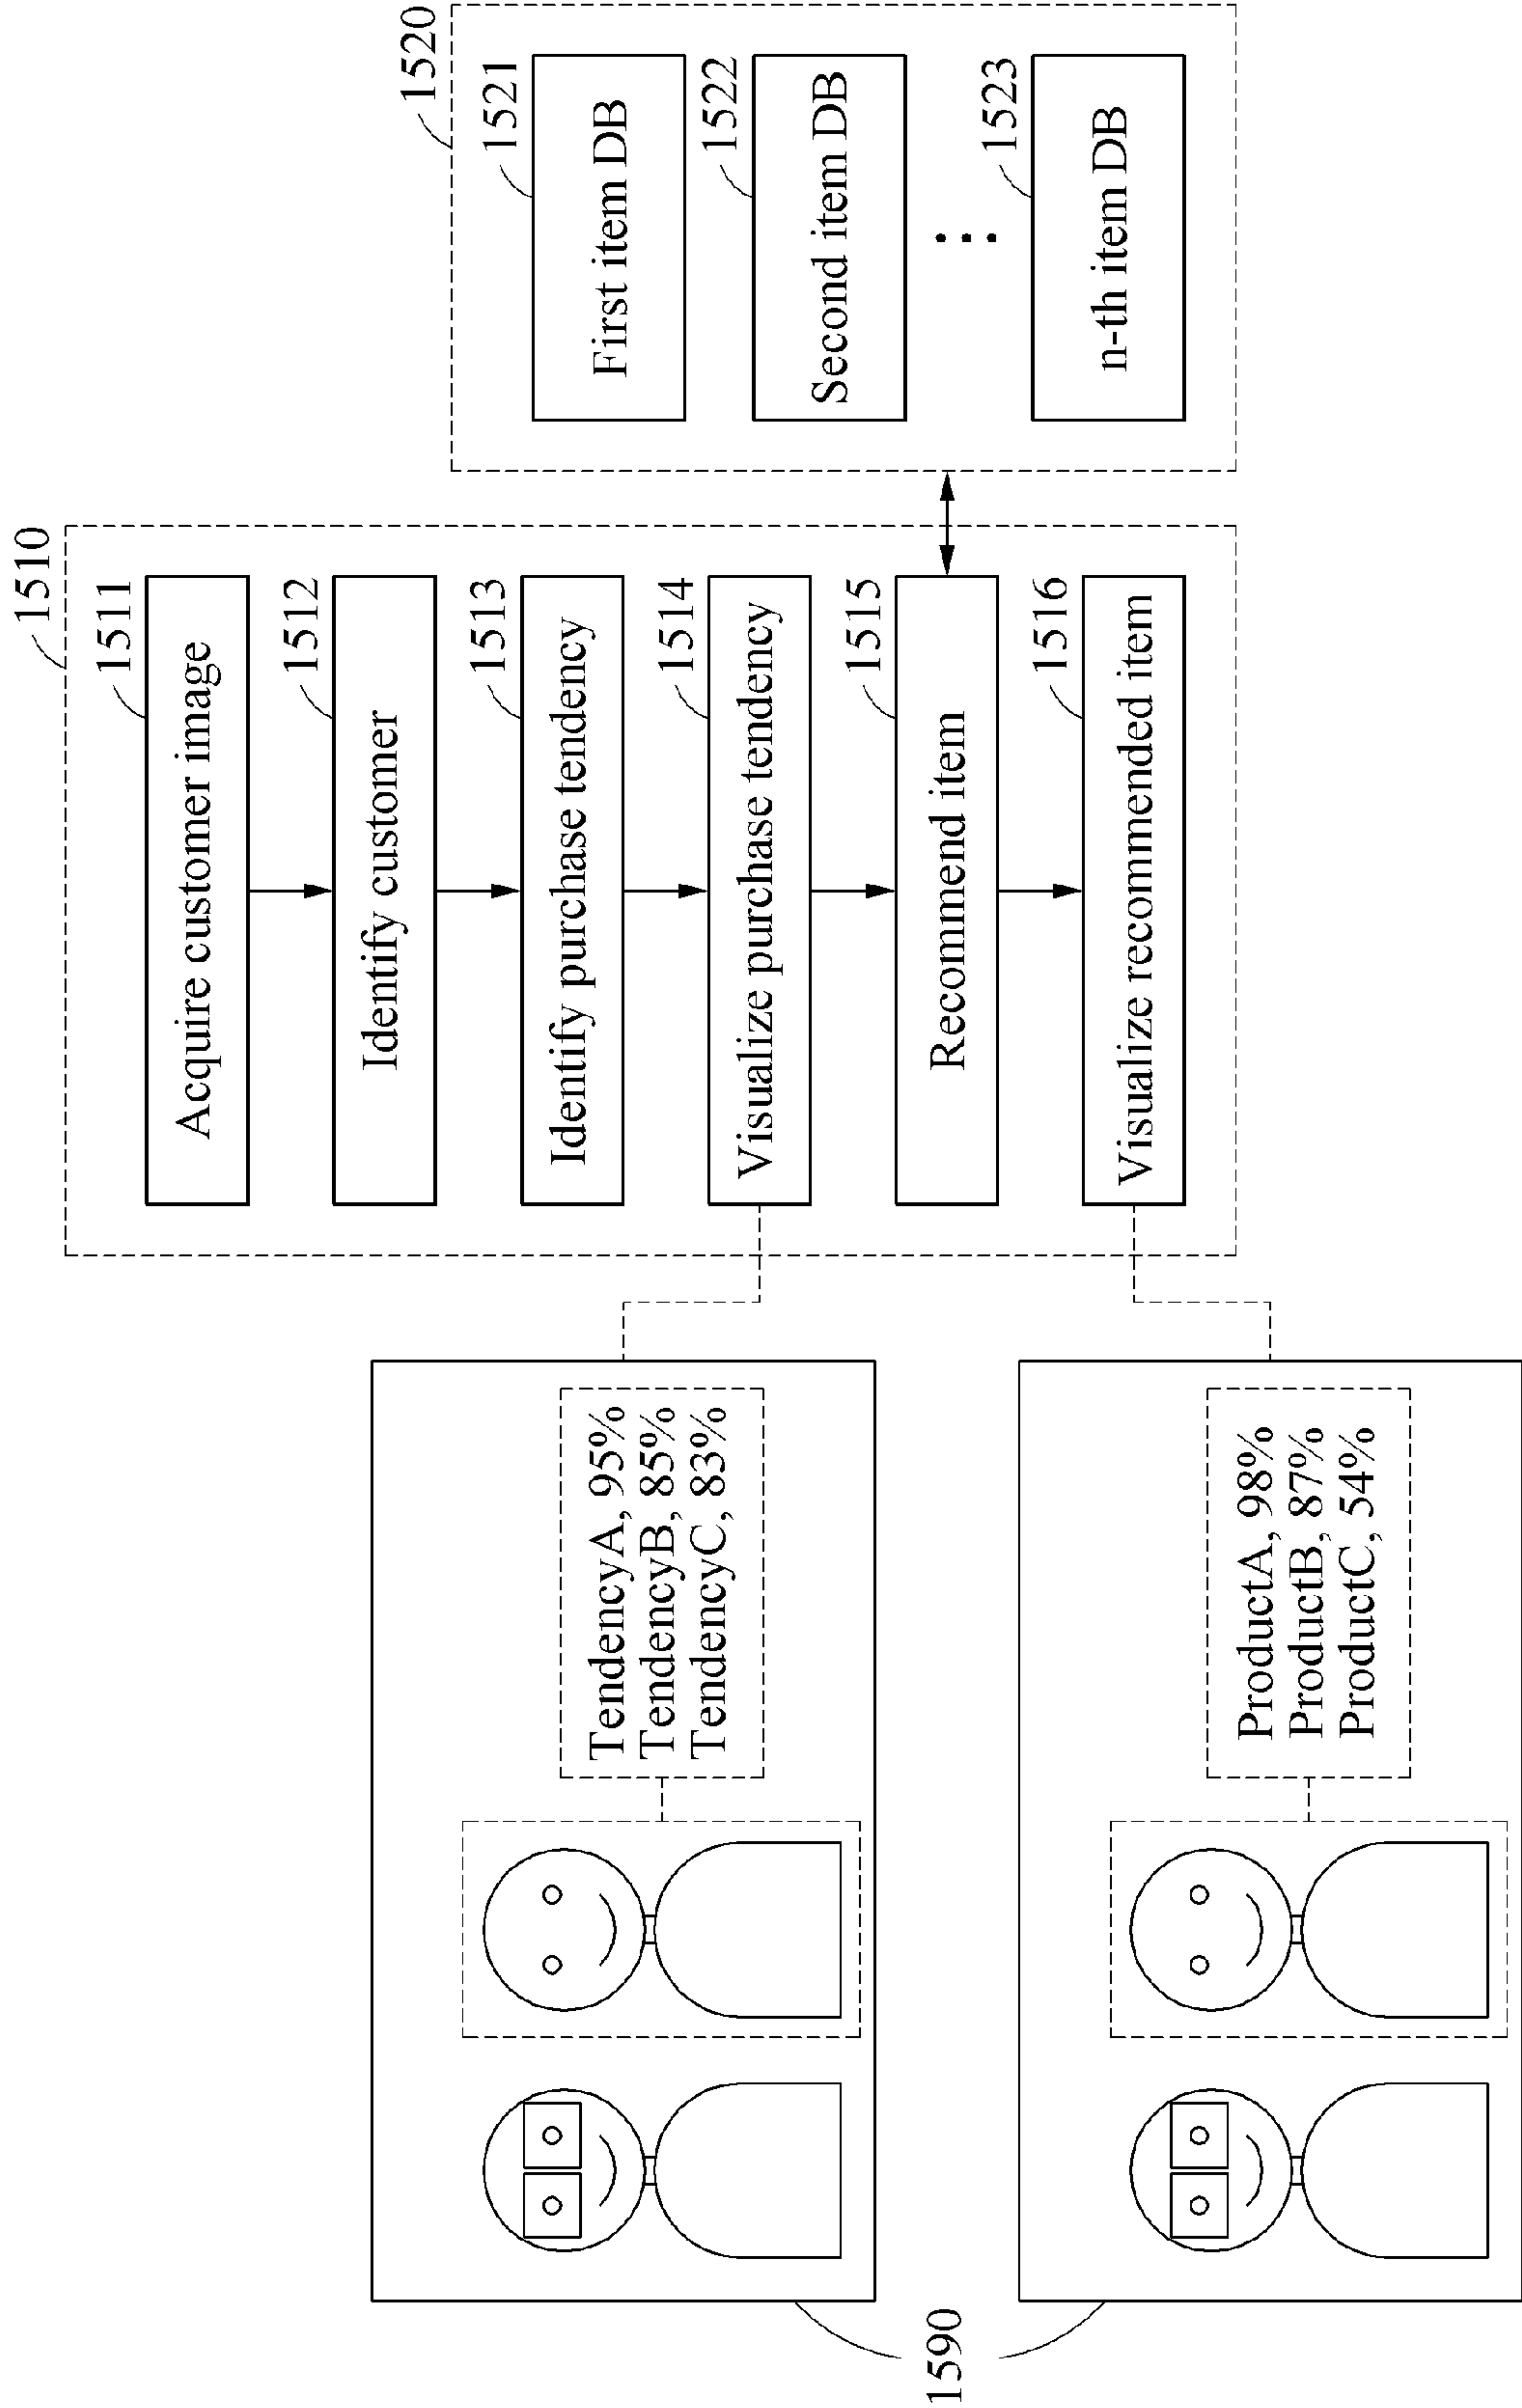 1510
1511
Acquire customer image
1512
Identify customer
1513
Identify purchase tendency
1514
Visualize purchase tendency
1515
Recommend item
1516
Visualize recommended item
1520
1521
First item DB
1522
Second item DB
1523
n-th item DB
TendencyA, 95%
TendencyB, 85%
TendencyC, 83%
ProductA, 98%
ProductB, 87%
ProductC, 54%
1590